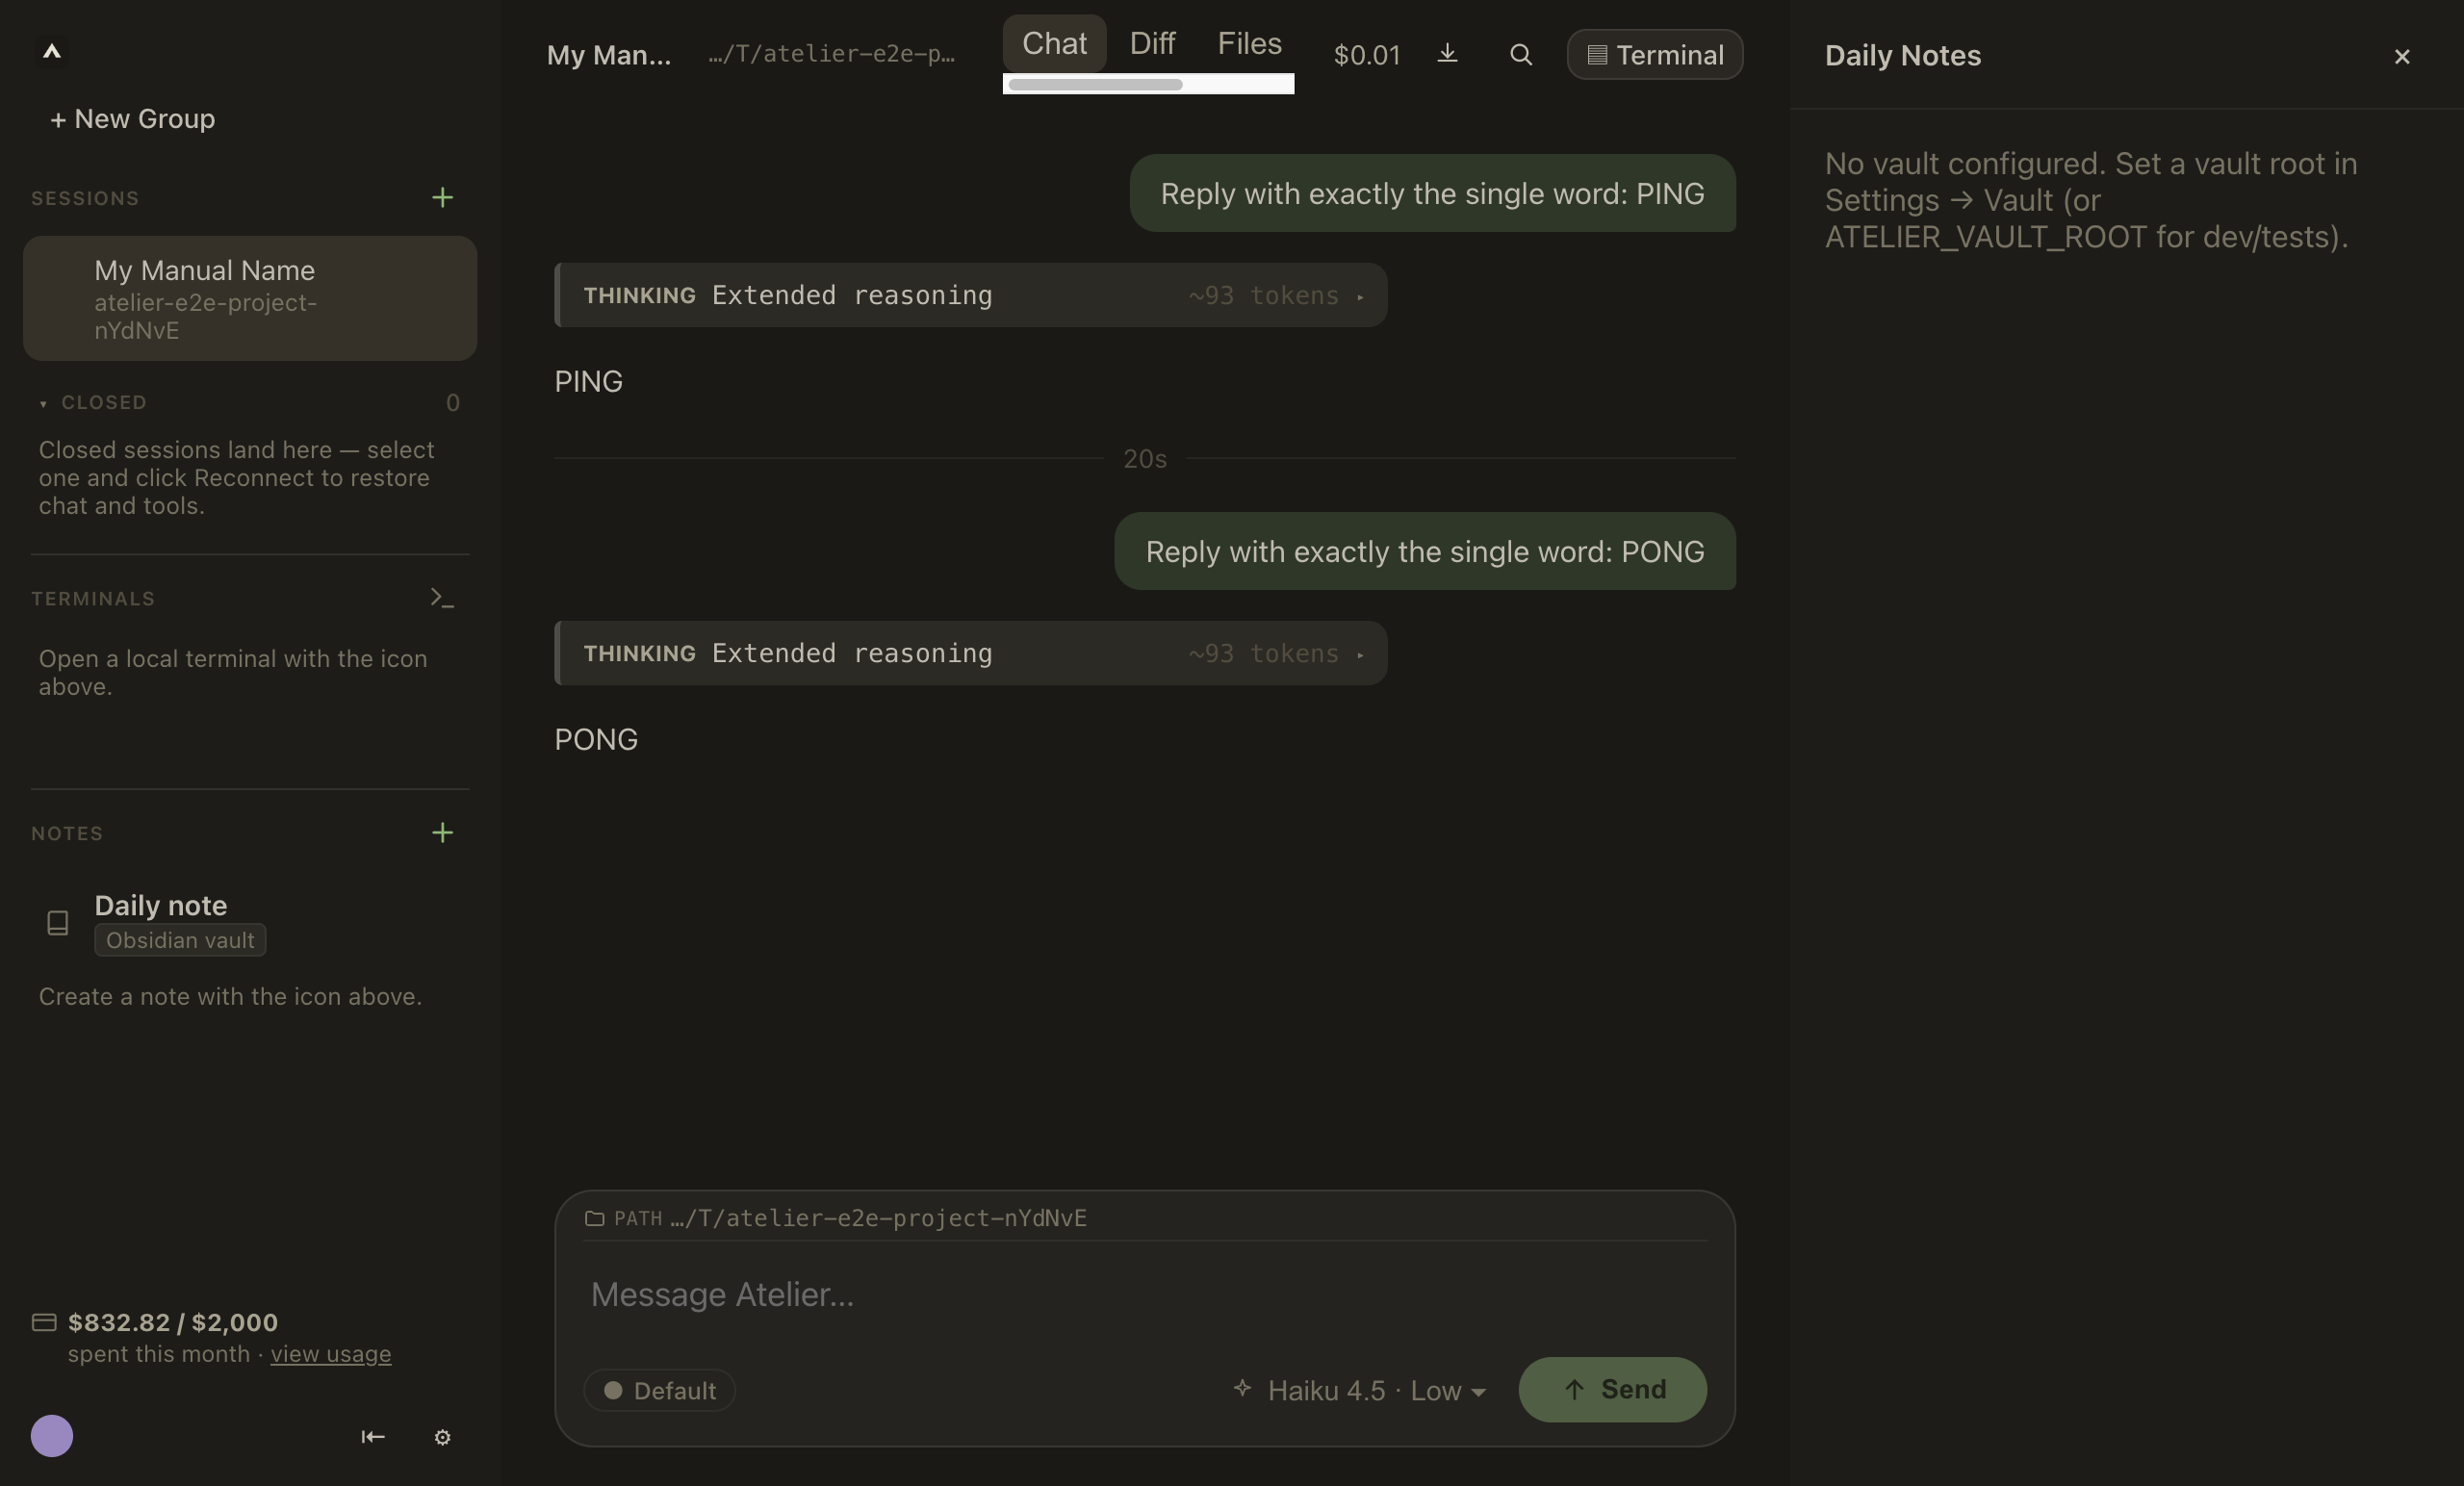 + New Group
SESSIONS
My Manual Name
atelier-e2e-project-
nYdNvE
CLOSED 0
Closed sessions land here — select
one and click Reconnect to restore
chat and tools.
TERMINALS
Open a local terminal with the icon
above.
NOTES
Daily note
Obsidian vault
Create a note with the icon above.
$832.82 / $2,000
spent this month · view usage
My Man... …/T/atelier-e2e-p… Chat Diff Files $0.01 Terminal
Reply with exactly the single word: PING
THINKING Extended reasoning ~93 tokens
PING
20s
Reply with exactly the single word: PONG
THINKING Extended reasoning ~93 tokens
PONG
PATH …/T/atelier-e2e-project-nYdNvE
Message Atelier...
Default Haiku 4.5 · Low Send
Daily Notes
No vault configured. Set a vault root in
Settings → Vault (or
ATELIER_VAULT_ROOT for dev/tests).